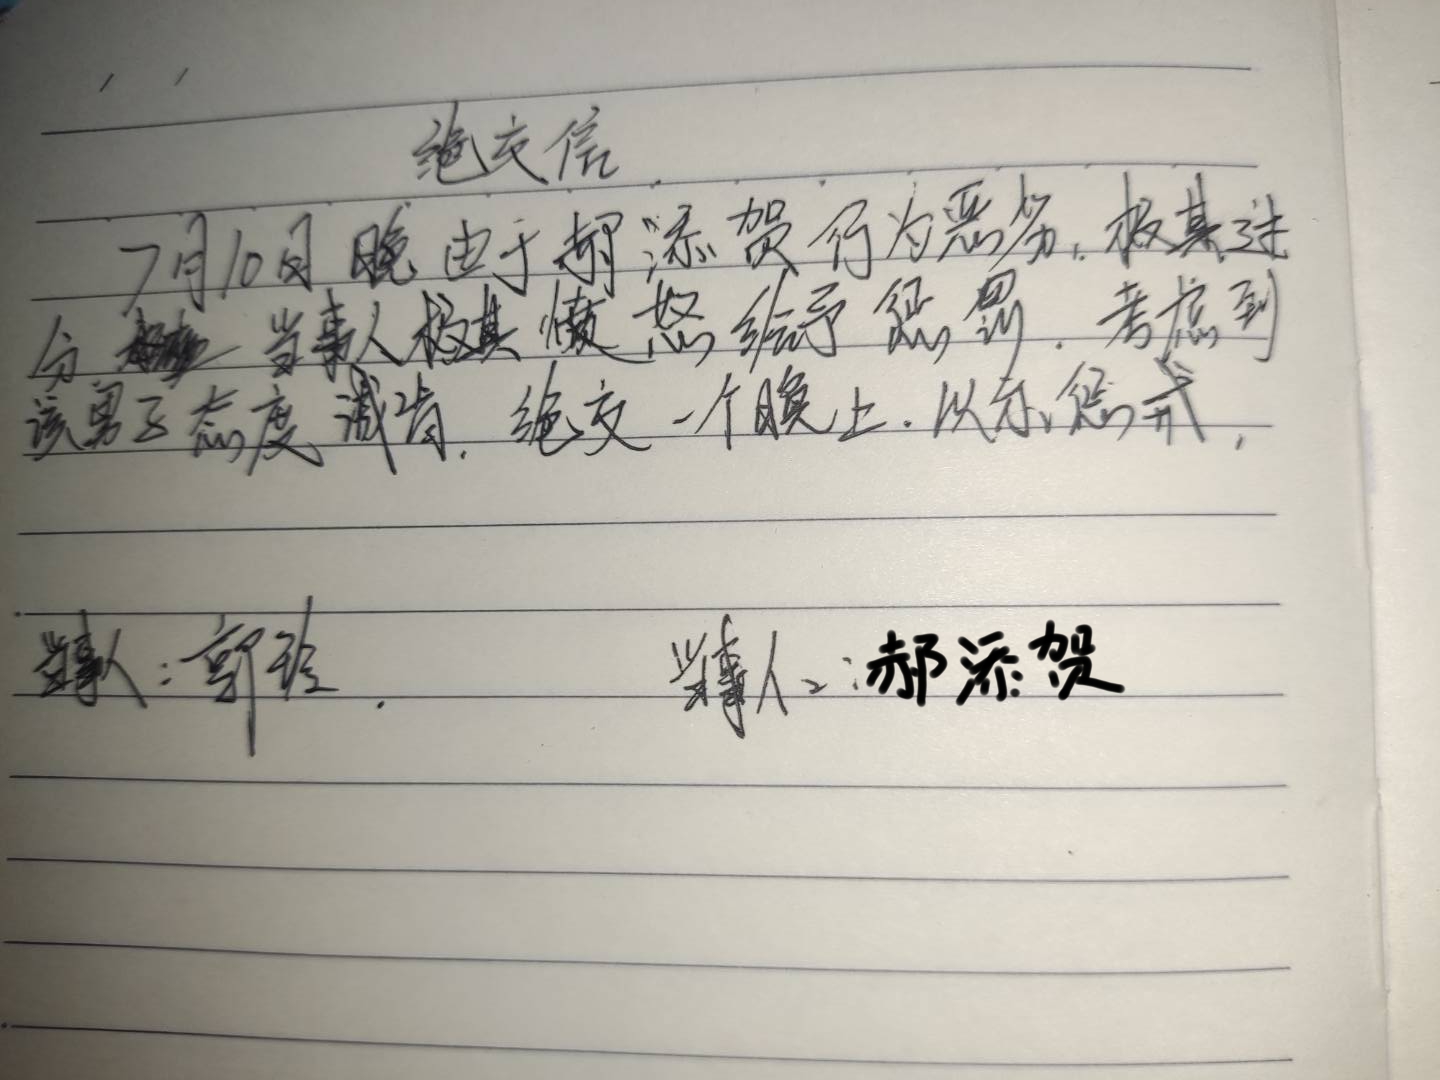 绝交信
7月10日晚由于郝添贺行为恶劣,极其过
分 当事人极其愤怒给予惩罚.考虑到
该男子态度诚肯.绝交一个晚上.以示惩戒,
当事人:郭玲. 当事人:郝添贺